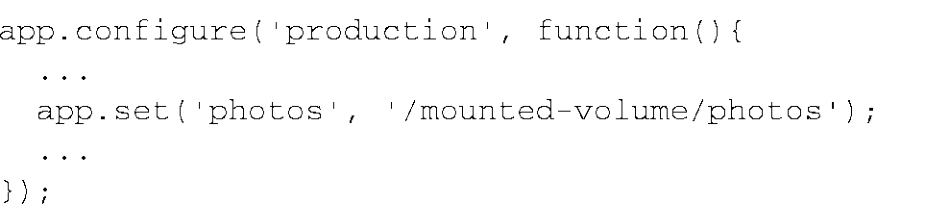 app.configure('production', function(){
  ...
  app.set('photos', '/mounted-volume/photos');
  ...
});